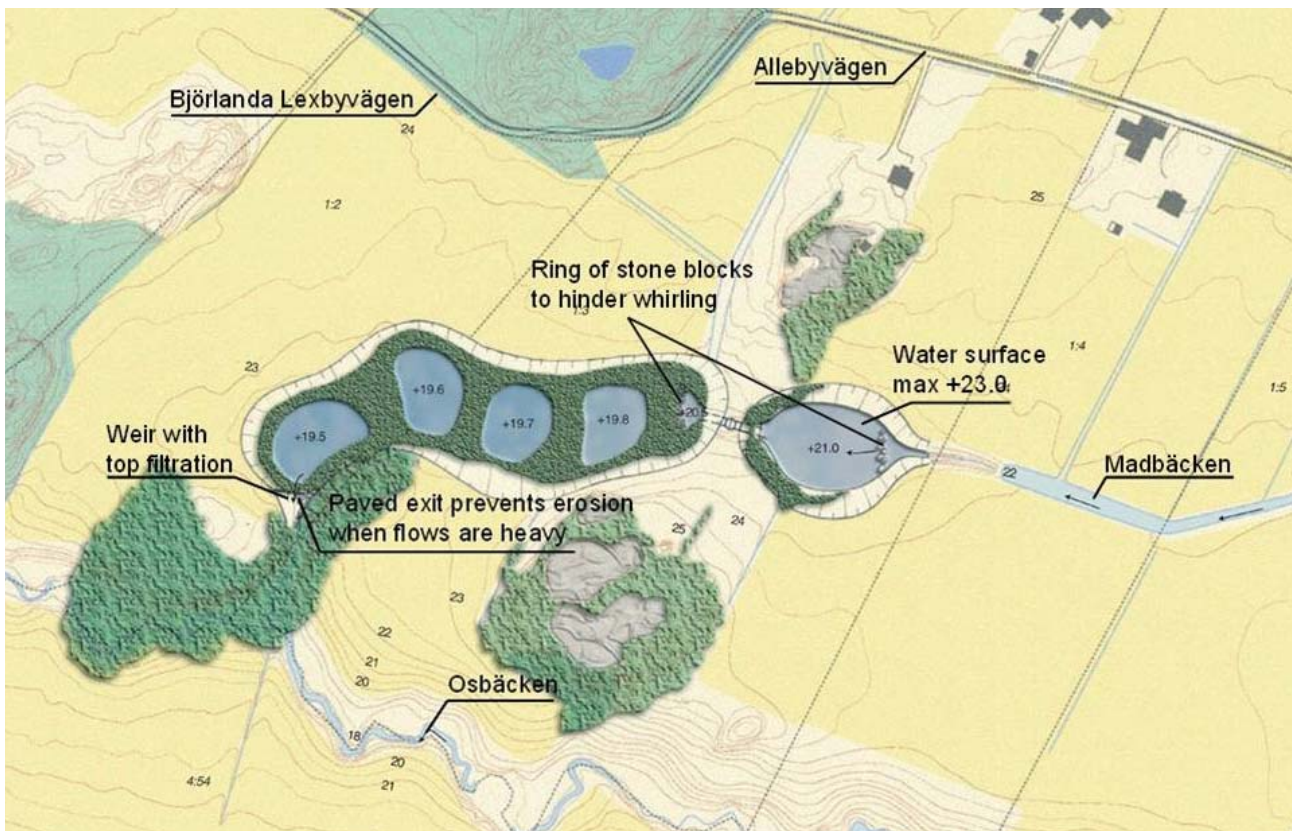 Allebyvägen
Björlanda Lexbyvägen
24
25
1:2
Ring of stone blocks
to hinder whirling
1:3
1:4
1:5
23
Water surface
max +23.0
+19.6
+19.5
+19.7
+19.8
+20.5
+21.0
Weir with
top filtration
22
Madbäcken
Paved exit prevents erosion
when flows are heavy
25
24
23
22
21
20
Osbäcken
18
20
21
4:54